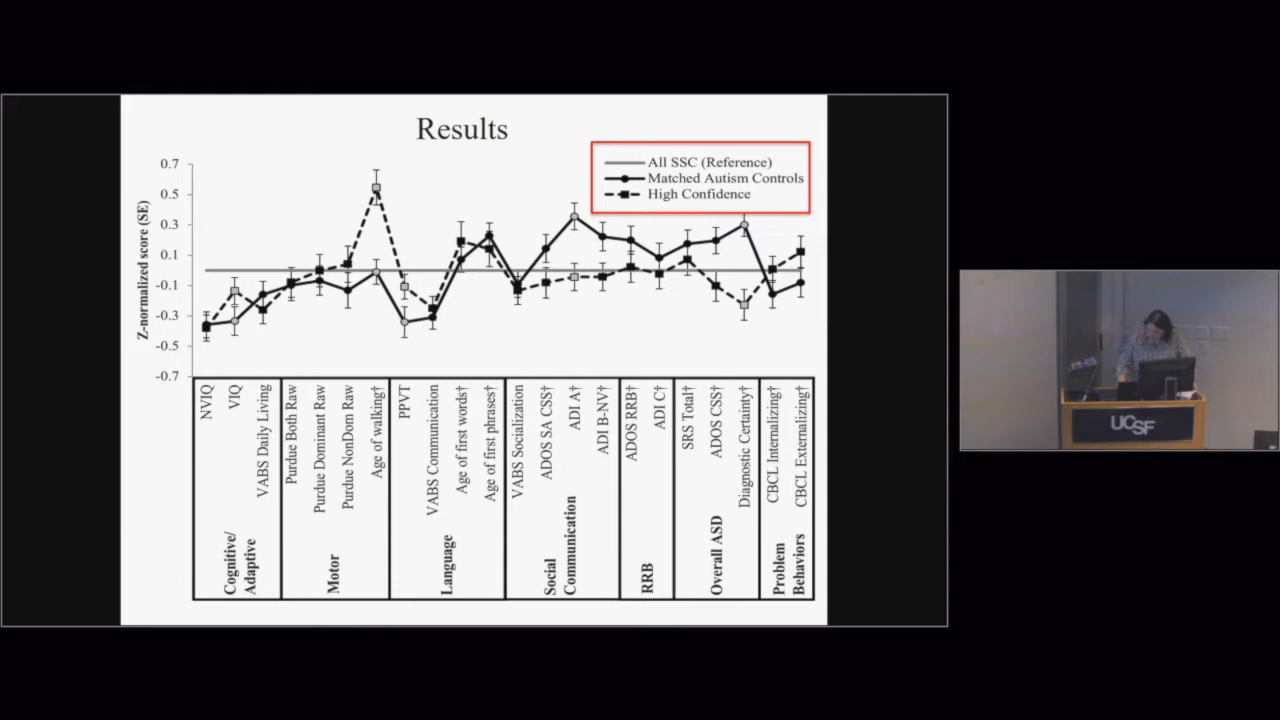 Results
All SSC (Reference)
Matched Autism Controls
High Confidence
Z-normalized score (SE)
0.7
0.5
0.3
0.1
-0.1
-0.3
-0.5
-0.7
NVIQ
VIQ
VABS Daily Living
Purdue Both Raw
Purdue Dominant Raw
Purdue NonDom Raw
Age of walking†
PPVT
VABS Communication
Age of first words†
Age of first phrases†
VABS Socialization
ADOS SA CSS†
ADI A†
ADI B-NV†
ADOS RRB†
ADI C†
SRS Total†
ADOS CSS†
Diagnostic Certainty†
CBCL Internalizing†
CBCL Externalizing†
Cognitive/
Adaptive
Motor
Language
Social
Communication
RRB
Overall ASD
Problem
Behaviors
UCSF